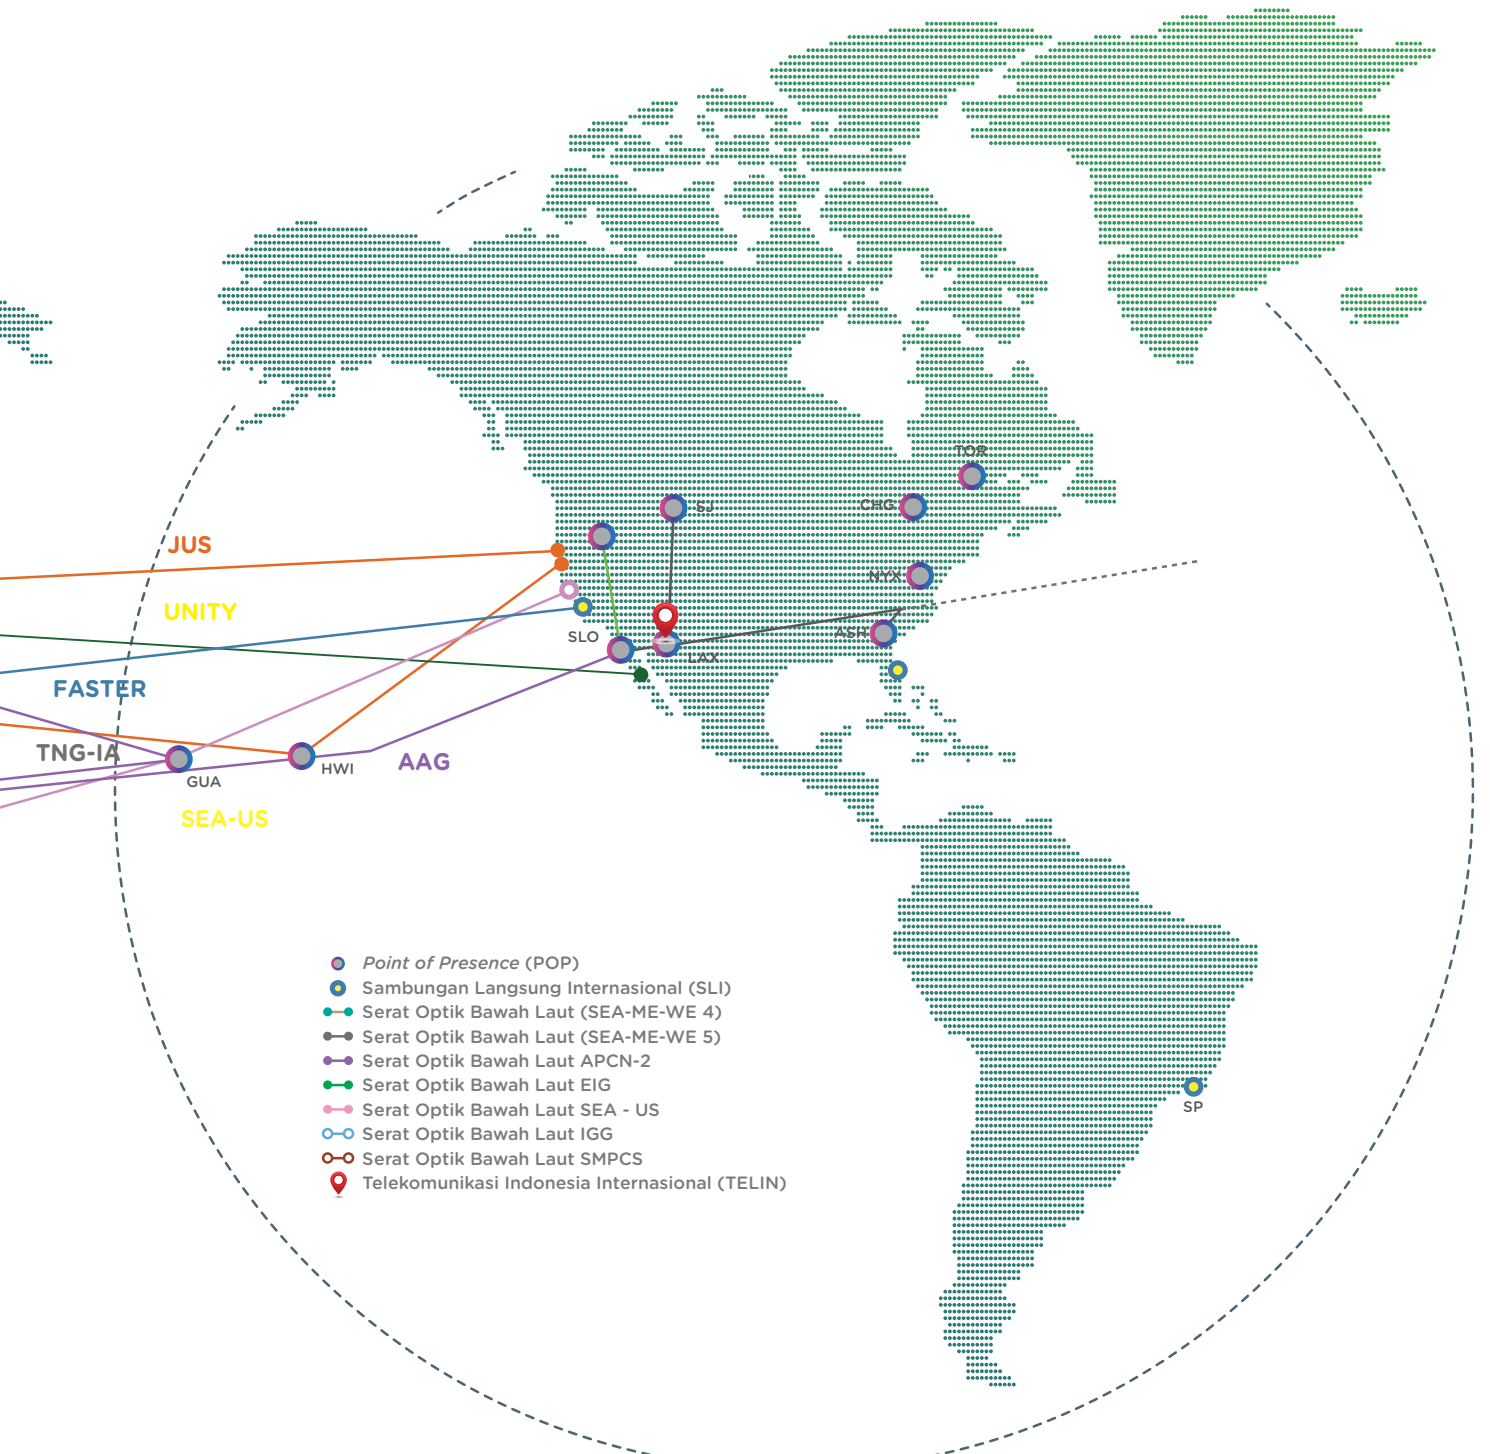 TOR
SJ
CHG
JUS
NYX
UNITY
SLO
ASH
LAX
FASTER
TNG-IA
HWI
AAG
GUA
SEA-US
Point of Presence (POP)
Sambungan Langsung Internasional (SLI)
Serat Optik Bawah Laut (SEA-ME-WE 4)
Serat Optik Bawah Laut (SEA-ME-WE 5)
Serat Optik Bawah Laut APCN-2
Serat Optik Bawah Laut EIG
Serat Optik Bawah Laut SEA - US
Serat Optik Bawah Laut IGG
Serat Optik Bawah Laut SMPCS
Telekomunikasi Indonesia Internasional (TELIN)
SP